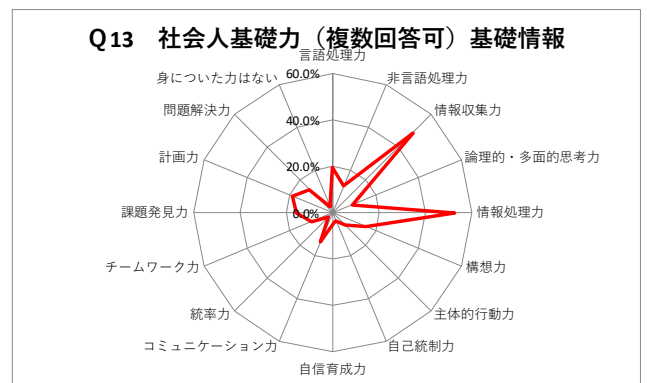 Q13 社会人基礎力（複数回答可）基礎情報
言語処理力
非言語処理力
情報収集力
論理的・多面的思考力
情報処理力
構想力
主体的行動力
自己統制力
自信育成力
コミュニケーション力
統率力
チームワーク力
課題発見力
計画力
問題解決力
身についた力はない
60.0%
40.0%
20.0%
0.0%